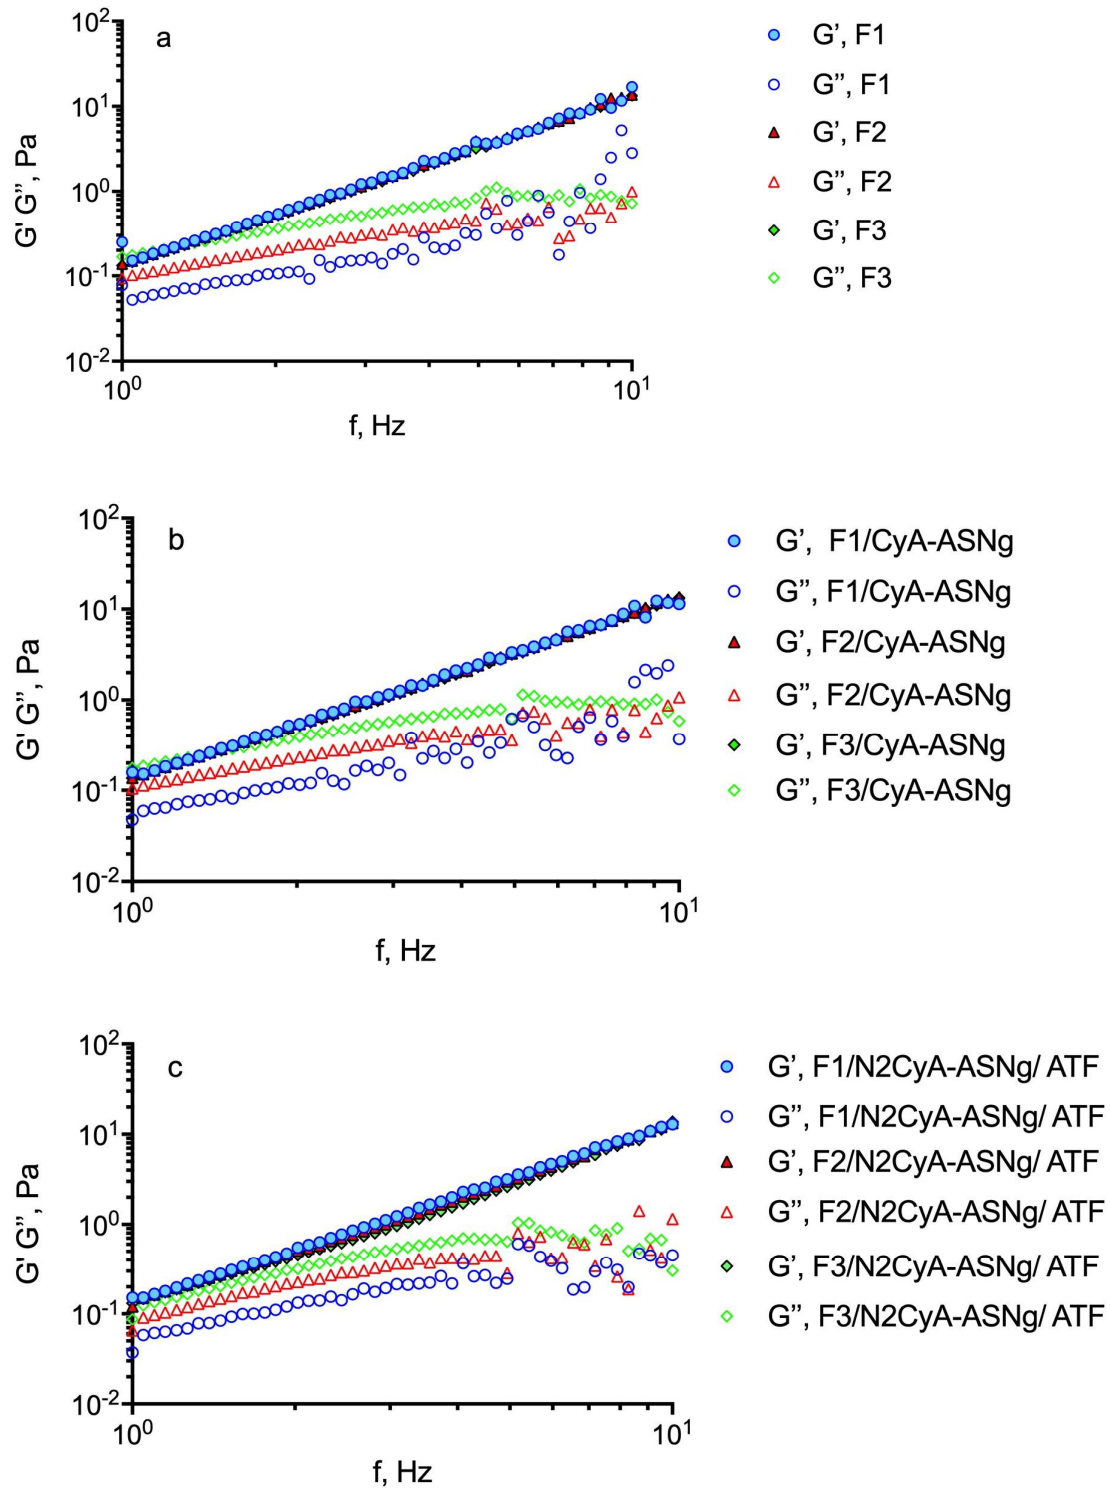 a
10²
10¹
10⁰
10⁻¹
10⁻²
G' G”, Pa
10⁰ 10¹
f, Hz
G’, F1
G”, F1
G’, F2
G”, F2
G’, F3
G”, F3
b
10²
10¹
10⁰
10⁻¹
10⁻²
G' G”, Pa
10⁰ 10¹
f, Hz
G’, F1/CyA-ASNg
G”, F1/CyA-ASNg
G’, F2/CyA-ASNg
G”, F2/CyA-ASNg
G’, F3/CyA-ASNg
G”, F3/CyA-ASNg
c
10²
10¹
10⁰
10⁻¹
10⁻²
G' G”, Pa
10⁰ 10¹
f, Hz
G’, F1/N2CyA-ASNg/ ATF
G”, F1/N2CyA-ASNg/ ATF
G’, F2/N2CyA-ASNg/ ATF
G”, F2/N2CyA-ASNg/ ATF
G’, F3/N2CyA-ASNg/ ATF
G”, F3/N2CyA-ASNg/ ATF